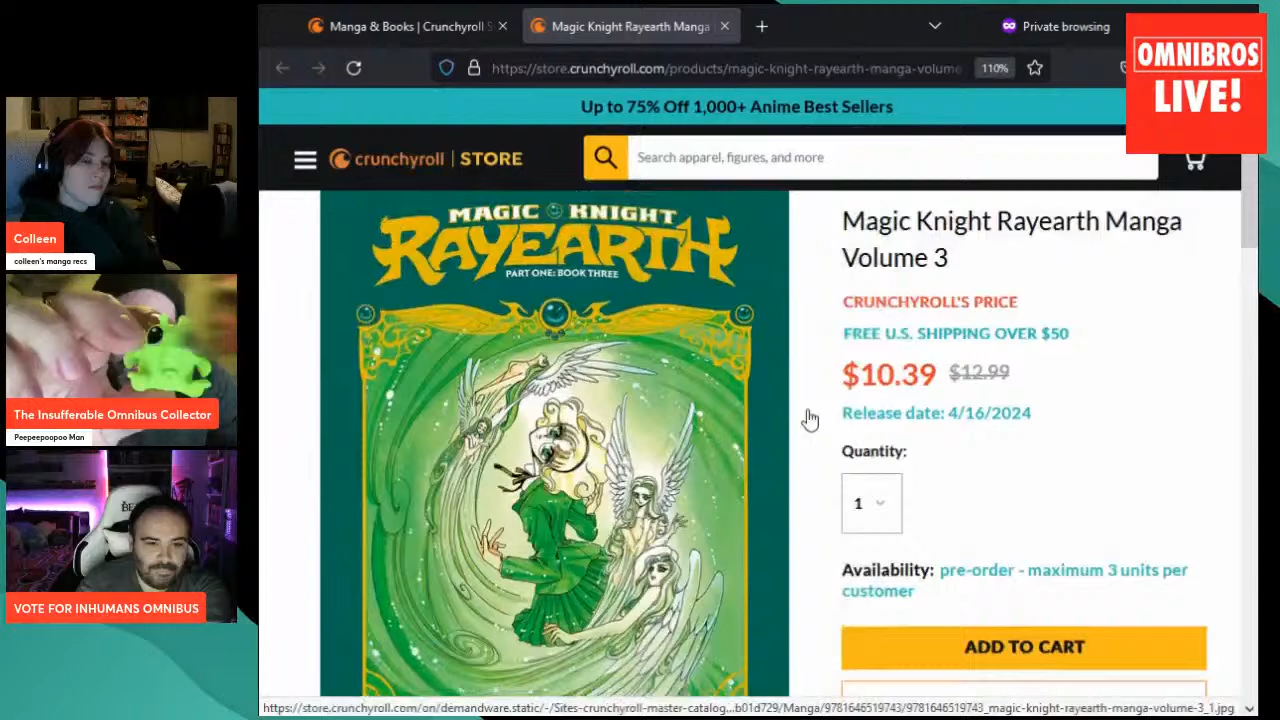 Manga & Books | Crunchyroll S
Magic Knight Rayearth Manga
Private browsing
https://store.crunchyroll.com/products/magic-knight-rayearth-manga-volume
110%
OMNIBROS
LIVE!
Up to 75% Off 1,000+ Anime Best Sellers
crunchyroll | STORE
Search apparel, figures, and more
MAGIC KNIGHT
RAYEARTH
PART ONE: BOOK THREE
Magic Knight Rayearth Manga
Volume 3
CRUNCHYROLL'S PRICE
FREE U.S. SHIPPING OVER $50
$10.39 $12.99
Release date: 4/16/2024
Quantity:
1
Availability: pre-order - maximum 3 units per
customer
ADD TO CART
https://store.crunchyroll.com/on/demandware.static/-/Sites-crunchyroll-master-catalog...b01d729/Manga/9781646519743/9781646519743_magic-knight-rayearth-manga-volume-3_1.jpg
Colleen
colleen's manga recs
The Insufferable Omnibus Collector
Peepeepoopoo Man
VOTE FOR INHUMANS OMNIBUS